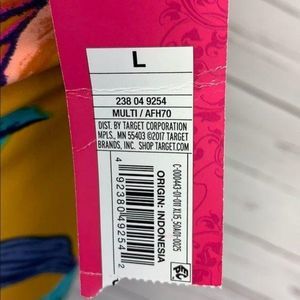 L
238 04 9254
MULTI / AFH70
DIST. BY TARGET CORPORATION
MPLS., MN 55403 ©2017 TARGET
BRANDS, INC. SHOP TARGET.COM
4 92380 49254 2
ORIGIN: INDONESIA